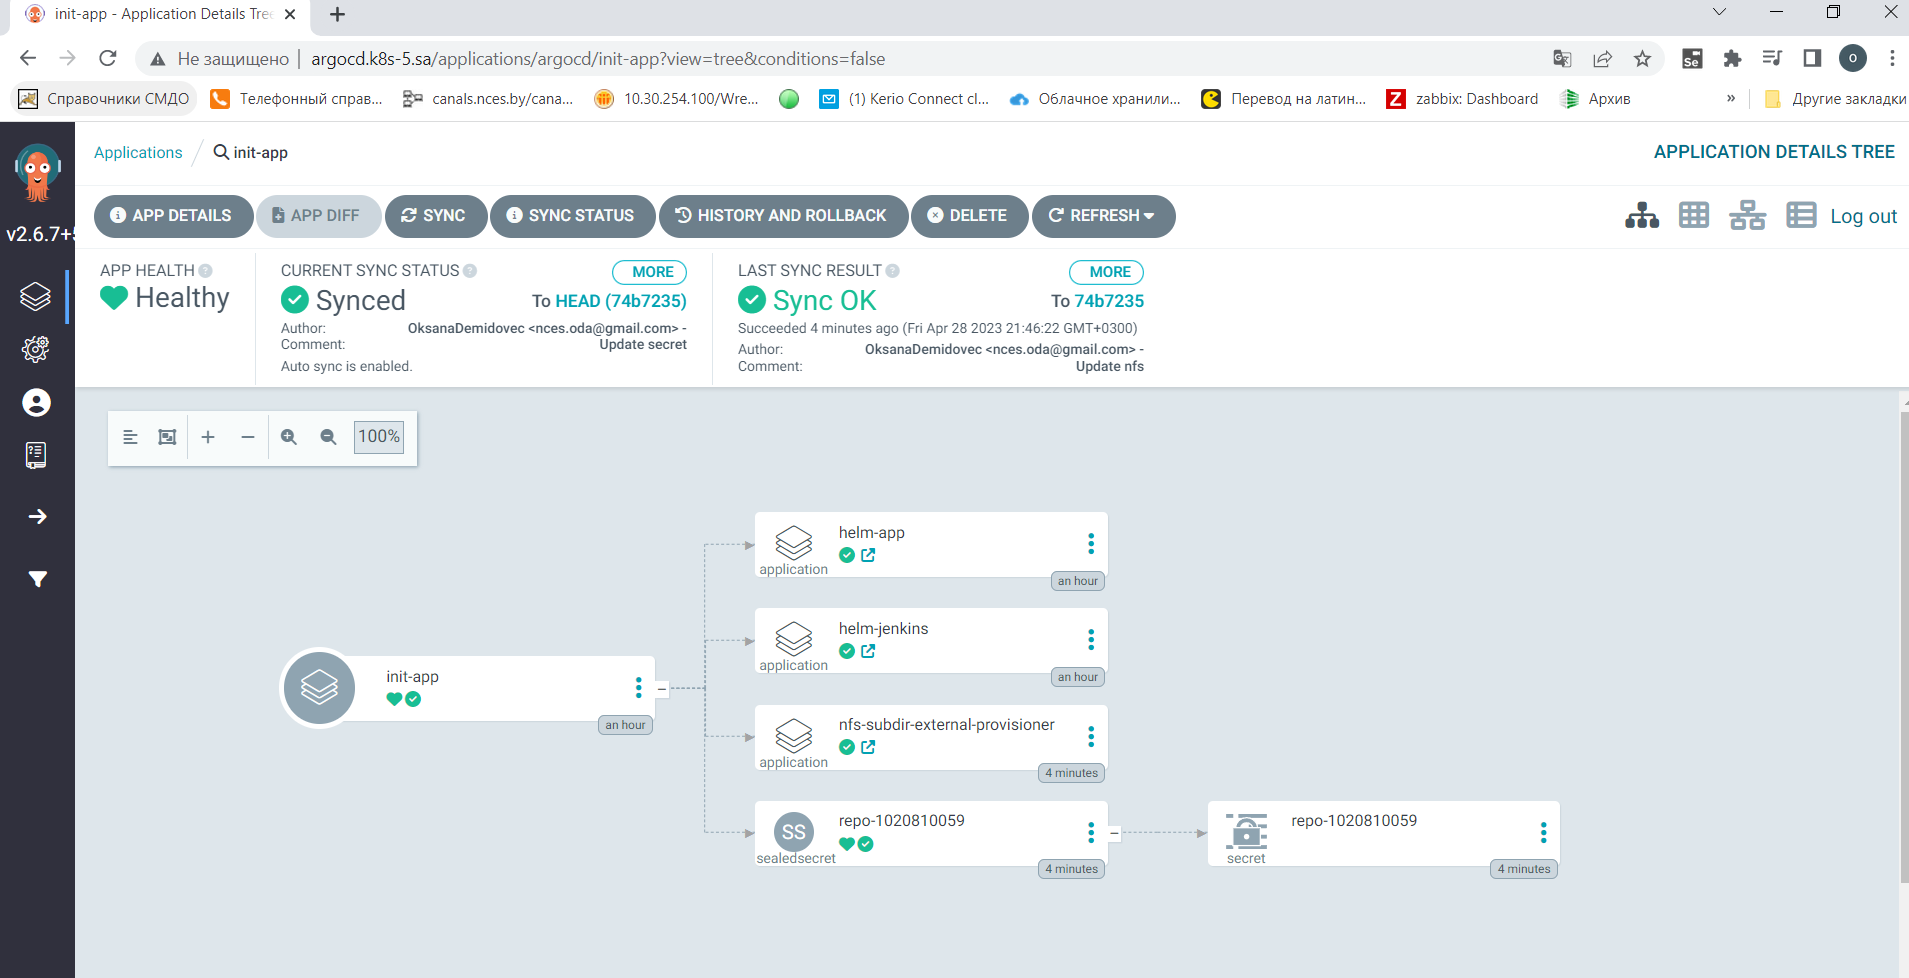 init-app - Application Details Tre
Не защищено | argocd.k8s-5.sa/applications/argocd/init-app?view=tree&conditions=false
Se
o
Справочники СМДО
Телефонный справ...
canals.nces.by/cana...
10.30.254.100/Wre...
(1) Kerio Connect cl...
Облачное хранили...
Перевод на латин...
Z zabbix: Dashboard
Архив
»
Другие закладки
Applications / init-app
APPLICATION DETAILS TREE
v2.6.7+
APP DETAILS
APP DIFF
SYNC
SYNC STATUS
HISTORY AND ROLLBACK
DELETE
REFRESH
Log out
APP HEALTH
Healthy
CURRENT SYNC STATUS
MORE
Synced
To HEAD (74b7235)
Author: OksanaDemidovec <nces.oda@gmail.com> -
Comment: Update secret
Auto sync is enabled.
LAST SYNC RESULT
MORE
Sync OK
To 74b7235
Succeeded 4 minutes ago (Fri Apr 28 2023 21:46:22 GMT+0300)
Author: OksanaDemidovec <nces.oda@gmail.com> -
Comment: Update nfs
100%
helm-app
application
an hour
helm-jenkins
application
an hour
init-app
an hour
nfs-subdir-external-provisioner
application
4 minutes
SS
repo-1020810059
sealedsecret
4 minutes
repo-1020810059
secret
4 minutes